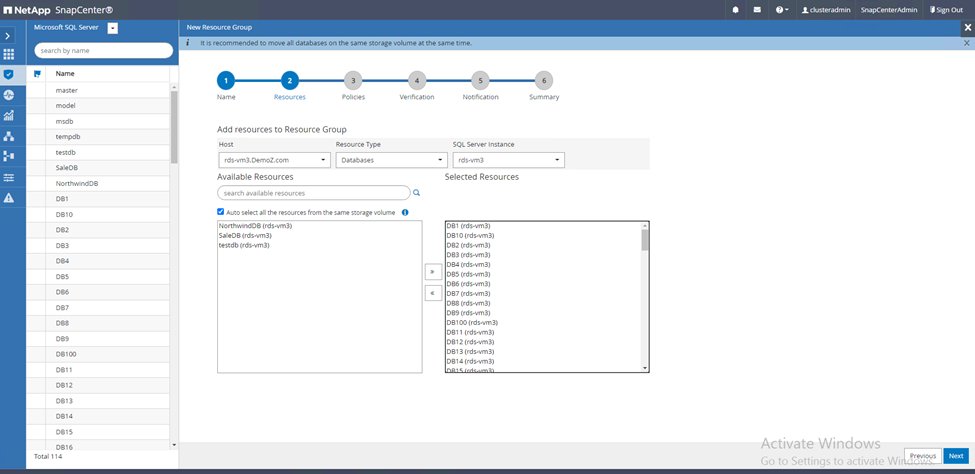 NetApp SnapCenter®
clusteradmin SnapCenterAdmin Sign Out
Microsoft SQL Server
New Resource Group
search by name
It is recommended to move all databases on the same storage volume at the same time.
Name
master
model
msdb
tempdb
testdb
SaleDB
NorthwindDB
DB1
DB10
DB2
DB3
DB4
DB5
DB6
DB7
DB8
DB9
DB100
DB11
DB12
DB13
DB14
DB15
DB16
Total 114
1 2 3 4 5 6
Name Resources Policies Verification Notification Summary
Add resources to Resource Group
Host Resource Type SQL Server Instance
rds-vm3.DemoZ.com Databases rds-vm3
Available Resources Selected Resources
search available resources
Auto select all the resources from the same storage volume
NorthwindDB (rds-vm3)
SaleDB (rds-vm3)
testdb (rds-vm3)
»
«
DB1 (rds-vm3)
DB10 (rds-vm3)
DB2 (rds-vm3)
DB3 (rds-vm3)
DB4 (rds-vm3)
DB5 (rds-vm3)
DB6 (rds-vm3)
DB7 (rds-vm3)
DB8 (rds-vm3)
DB9 (rds-vm3)
DB100 (rds-vm3)
DB11 (rds-vm3)
DB12 (rds-vm3)
DB13 (rds-vm3)
DB14 (rds-vm3)
DB15 (rds-vm3)
Activate Windows
Go to Settings to activate Windows.
Previous Next